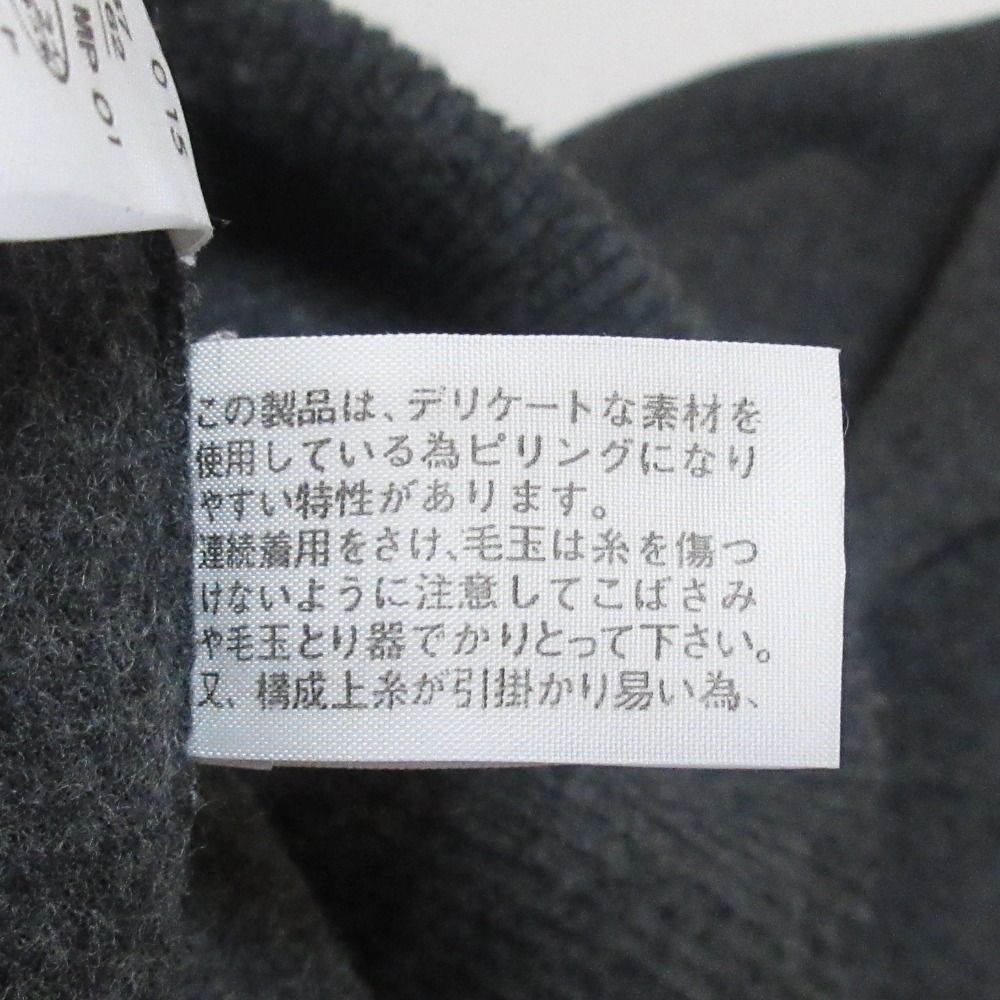 015
MP 01
この製品は、デリケートな素材を
使用している為ピリングになり
やすい特性があります。
連続着用をさけ、毛玉は糸を傷つ
けないように注意してこばさみ
や毛玉とり器でかりとって下さい。
又、構成上糸が引掛かり易い為、